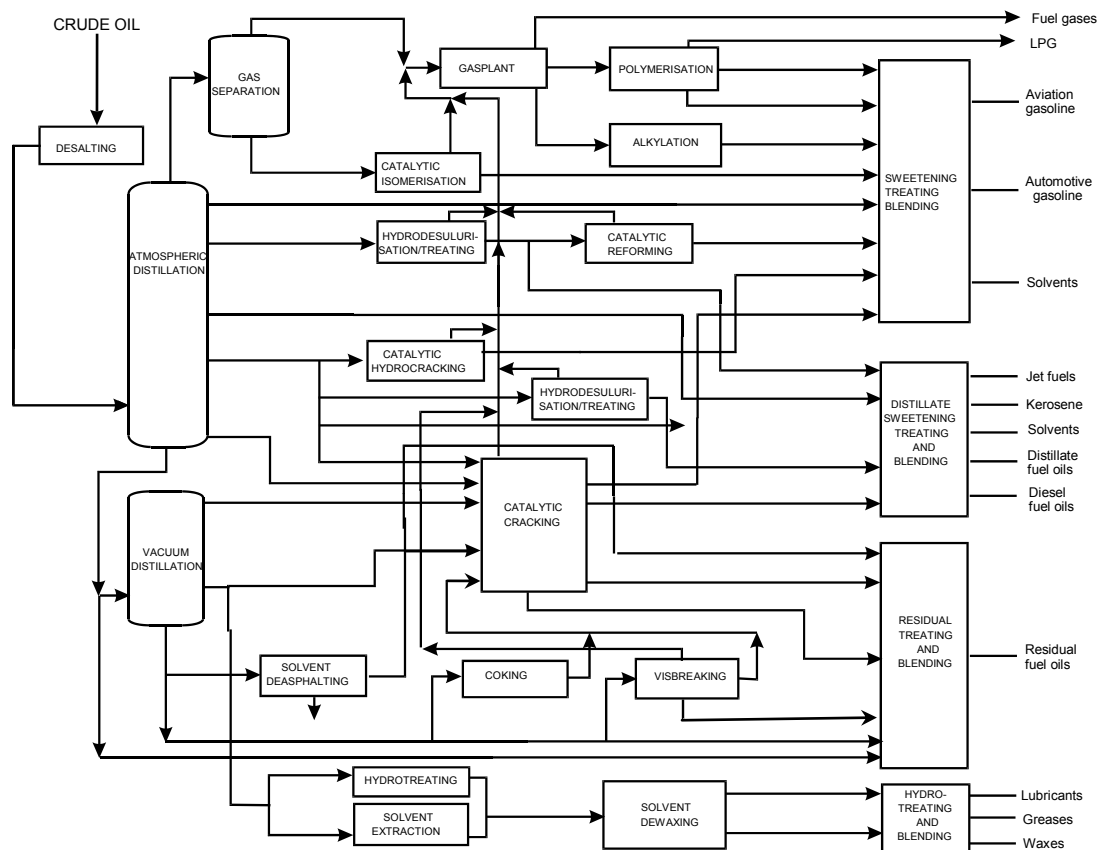 CRUDE OIL
DESALTING
GAS
SEPARATION
GASPLANT
POLYMERISATION
Fuel gases
LPG
ALKYLATION
CATALYTIC
ISOMERISATION
ATMOSPHERIC
DISTILLATION
HYDRODESULURI-
SATION/TREATING
CATALYTIC
REFORMING
SWEETENING
TREATING
BLENDING
Aviation
gasoline
Automotive
gasoline
Solvents
CATALYTIC
HYDROCRACKING
HYDRODESULURI-
SATION/TREATING
DISTILLATE
SWEETENING
TREATING
AND
BLENDING
Jet fuels
Kerosene
Solvents
Distillate
fuel oils
Diesel
fuel oils
CATALYTIC
CRACKING
VACUUM
DISTILLATION
SOLVENT
DEASPHALTING
COKING
VISBREAKING
RESIDUAL
TREATING
AND
BLENDING
Residual
fuel oils
HYDROTREATING
SOLVENT
EXTRACTION
SOLVENT
DEWAXING
HYDRO-
TREATING
AND
BLENDING
Lubricants
Greases
Waxes